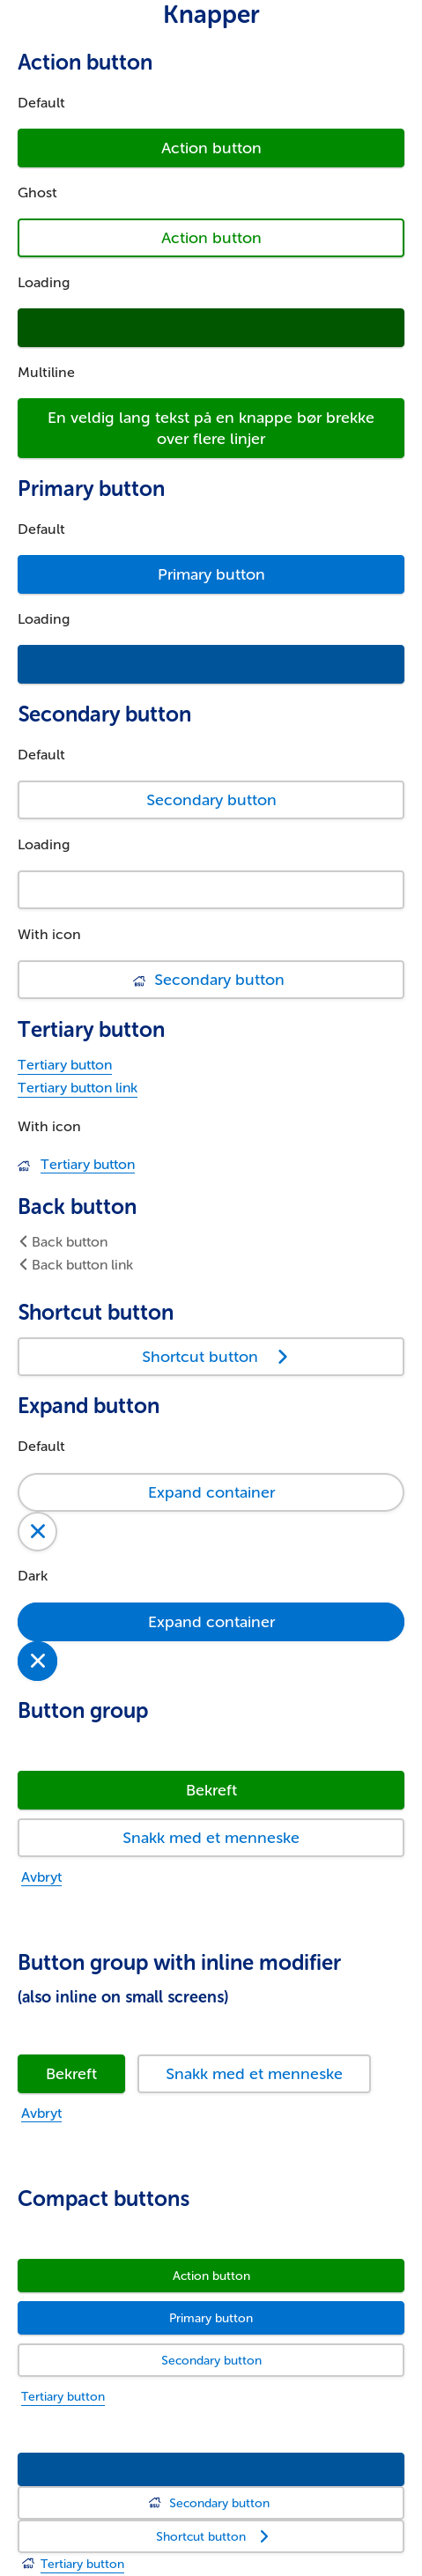 Knapper
Action button
Default
Action button
Ghost
Action button
Loading
Multiline
En veldig lang tekst på en knappe bør brekke
over flere linjer
Primary button
Default
Primary button
Loading
Secondary button
Default
Secondary button
Loading
With icon
BSU Secondary button
Tertiary button
Tertiary button
Tertiary button link
With icon
BSU Tertiary button
Back button
Back button
Back button link
Shortcut button
Shortcut button
Expand button
Default
Expand container
Dark
Expand container
Button group
Bekreft
Snakk med et menneske
Avbryt
Button group with inline modifier
(also inline on small screens)
Bekreft Snakk med et menneske
Avbryt
Compact buttons
Action button
Primary button
Secondary button
Tertiary button
BSU Secondary button
Shortcut button
BSU Tertiary button